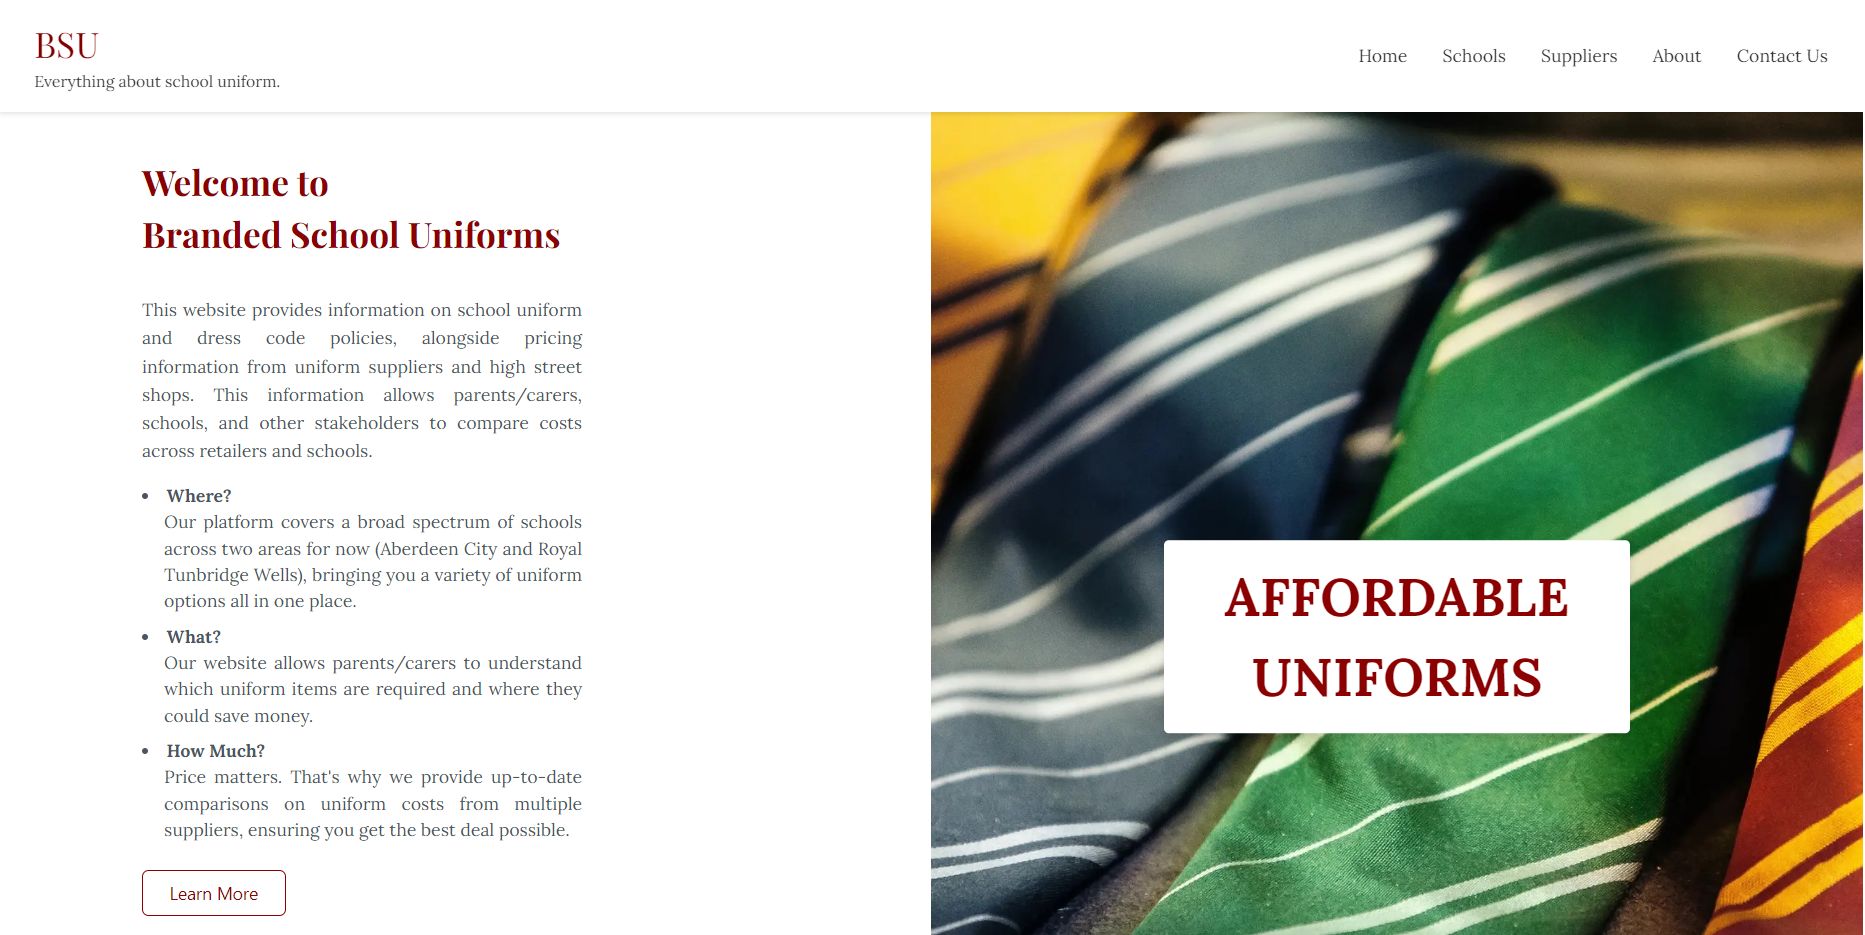 BSU
Everything about school uniform.
Home Schools Suppliers About Contact Us
Welcome to
Branded School Uniforms
This website provides information on school uniform
and dress code policies, alongside pricing
information from uniform suppliers and high street
shops. This information allows parents/carers,
schools, and other stakeholders to compare costs
across retailers and schools.
• Where?
Our platform covers a broad spectrum of schools
across two areas for now (Aberdeen City and Royal
Tunbridge Wells), bringing you a variety of uniform
options all in one place.
• What?
Our website allows parents/carers to understand
which uniform items are required and where they
could save money.
• How Much?
Price matters. That's why we provide up-to-date
comparisons on uniform costs from multiple
suppliers, ensuring you get the best deal possible.
Learn More
AFFORDABLE
UNIFORMS